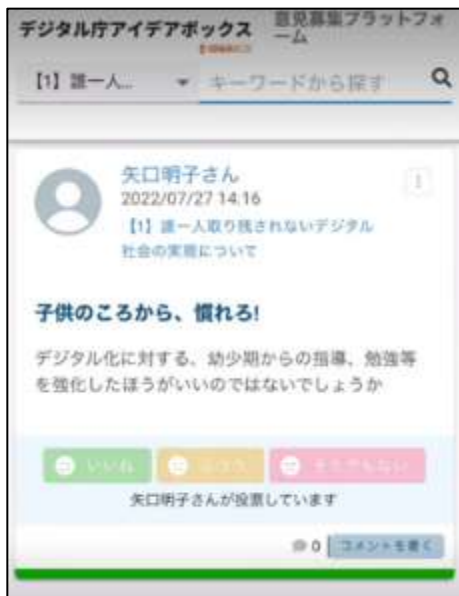 デジタル庁アイデアボックス
意見募集プラットフォ
ーム
【1】誰一人...
キーワードから探す
矢口明子さん
2022/07/27 14:16
【1】誰一人取り残されないデジタル
社会の実現について
子供のころから、慣れる!
デジタル化に対する、幼少期からの指導、勉強等
を強化したほうがいいのではないでしょうか
いいね
矢口明子さんが投票しています
0
コメントを書く